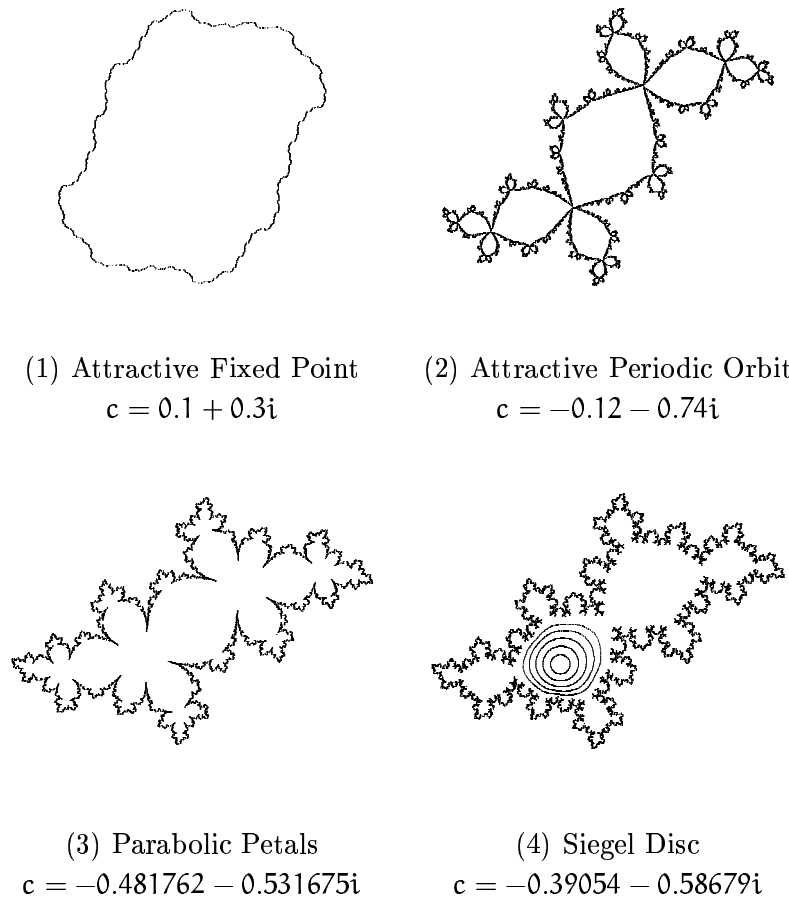 (1) Attractive Fixed Point
c = 0.1 + 0.3i
(2) Attractive Periodic Orbit
c = −0.12 − 0.74i
(3) Parabolic Petals
c = −0.481762 − 0.531675i
(4) Siegel Disc
c = −0.39054 − 0.58679i